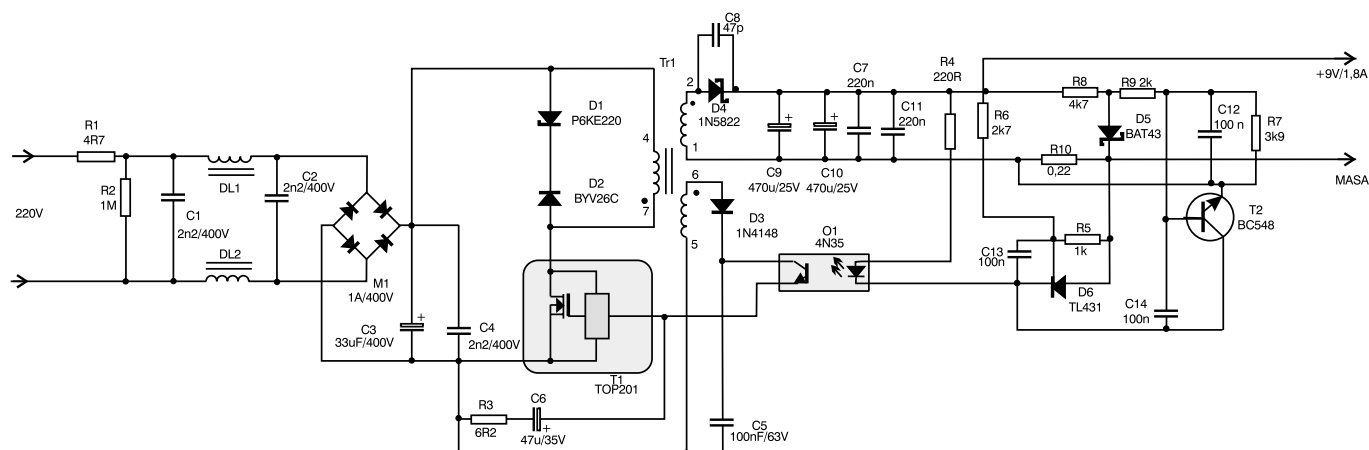 C8
47p
Tr1
2
C7
220n
R4
220R
+9V/1,8A
R8
4k7
R9 2k
D1
P6KE220
D4
1N5822
C11
220n
R6
2k7
D5
BAT43
C12
100 n
R7
3k9
R1
4R7
4
1
R10
0,22
C9
470u/25V
C10
470u/25V
MASA
DL1
C2
2n2/400V
6
R2
1M
D2
BYV26C
7
220V
C1
2n2/400V
D3
1N4148
T2
BC548
O1
4N35
R5
1k
5
C13
100n
DL2
M1
1A/400V
D6
TL431
C14
100n
+
+
+
C3
33uF/400V
C4
2n2/400V
T1
TOP201
R3
6R2
C6
47u/35V
+
C5
100nF/63V